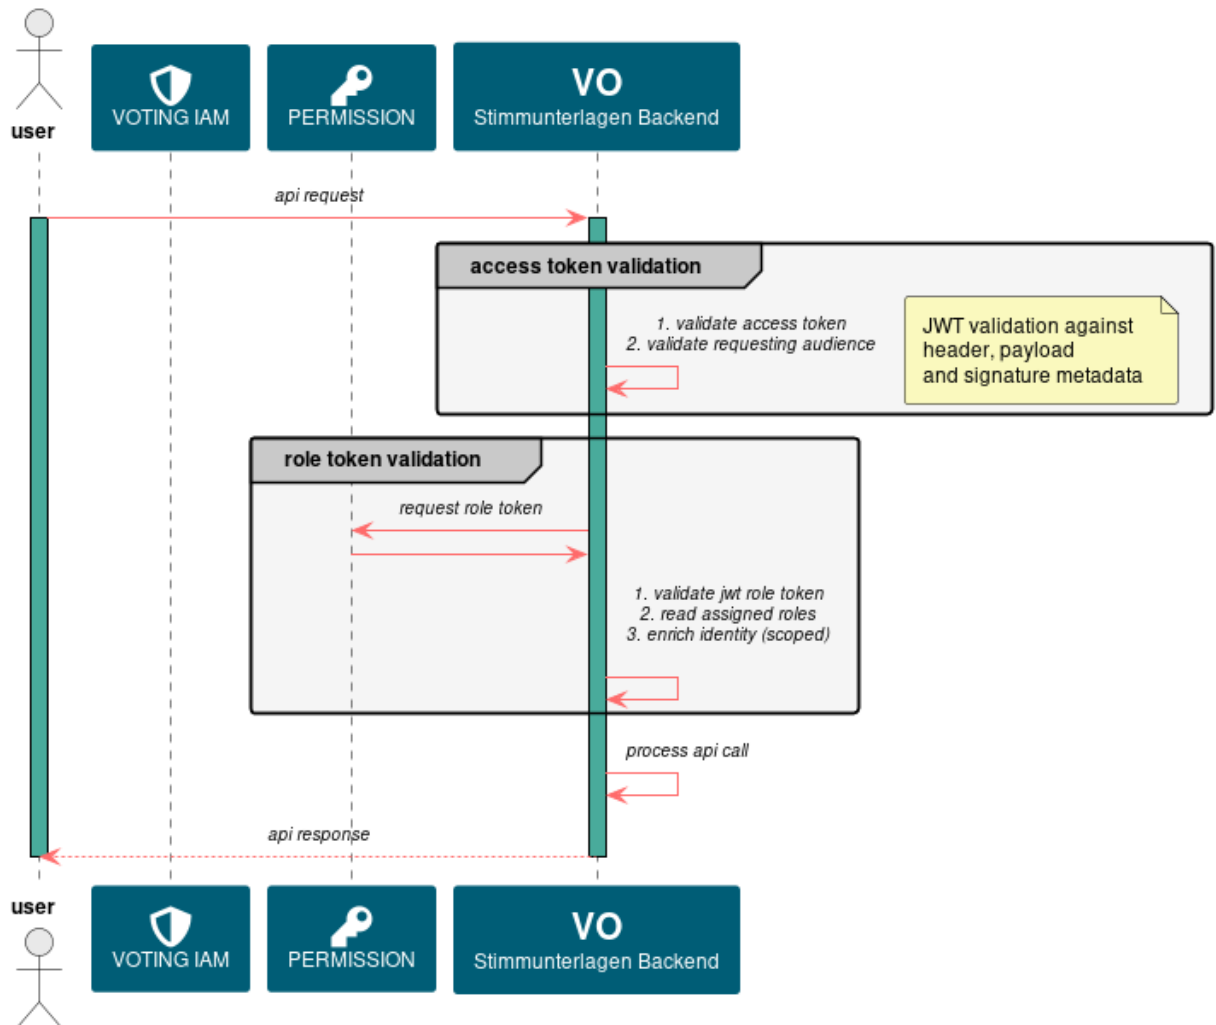 user
VOTING IAM
PERMISSION
VO
Stimmunterlagen Backend
api request
access token validation
1. validate access token
2. validate requesting audience
JWT validation against
header, payload
and signature metadata
role token validation
request role token
1. validate jwt role token
2. read assigned roles
3. enrich identity (scoped)
process api call
api response
user
VOTING IAM
PERMISSION
VO
Stimmunterlagen Backend